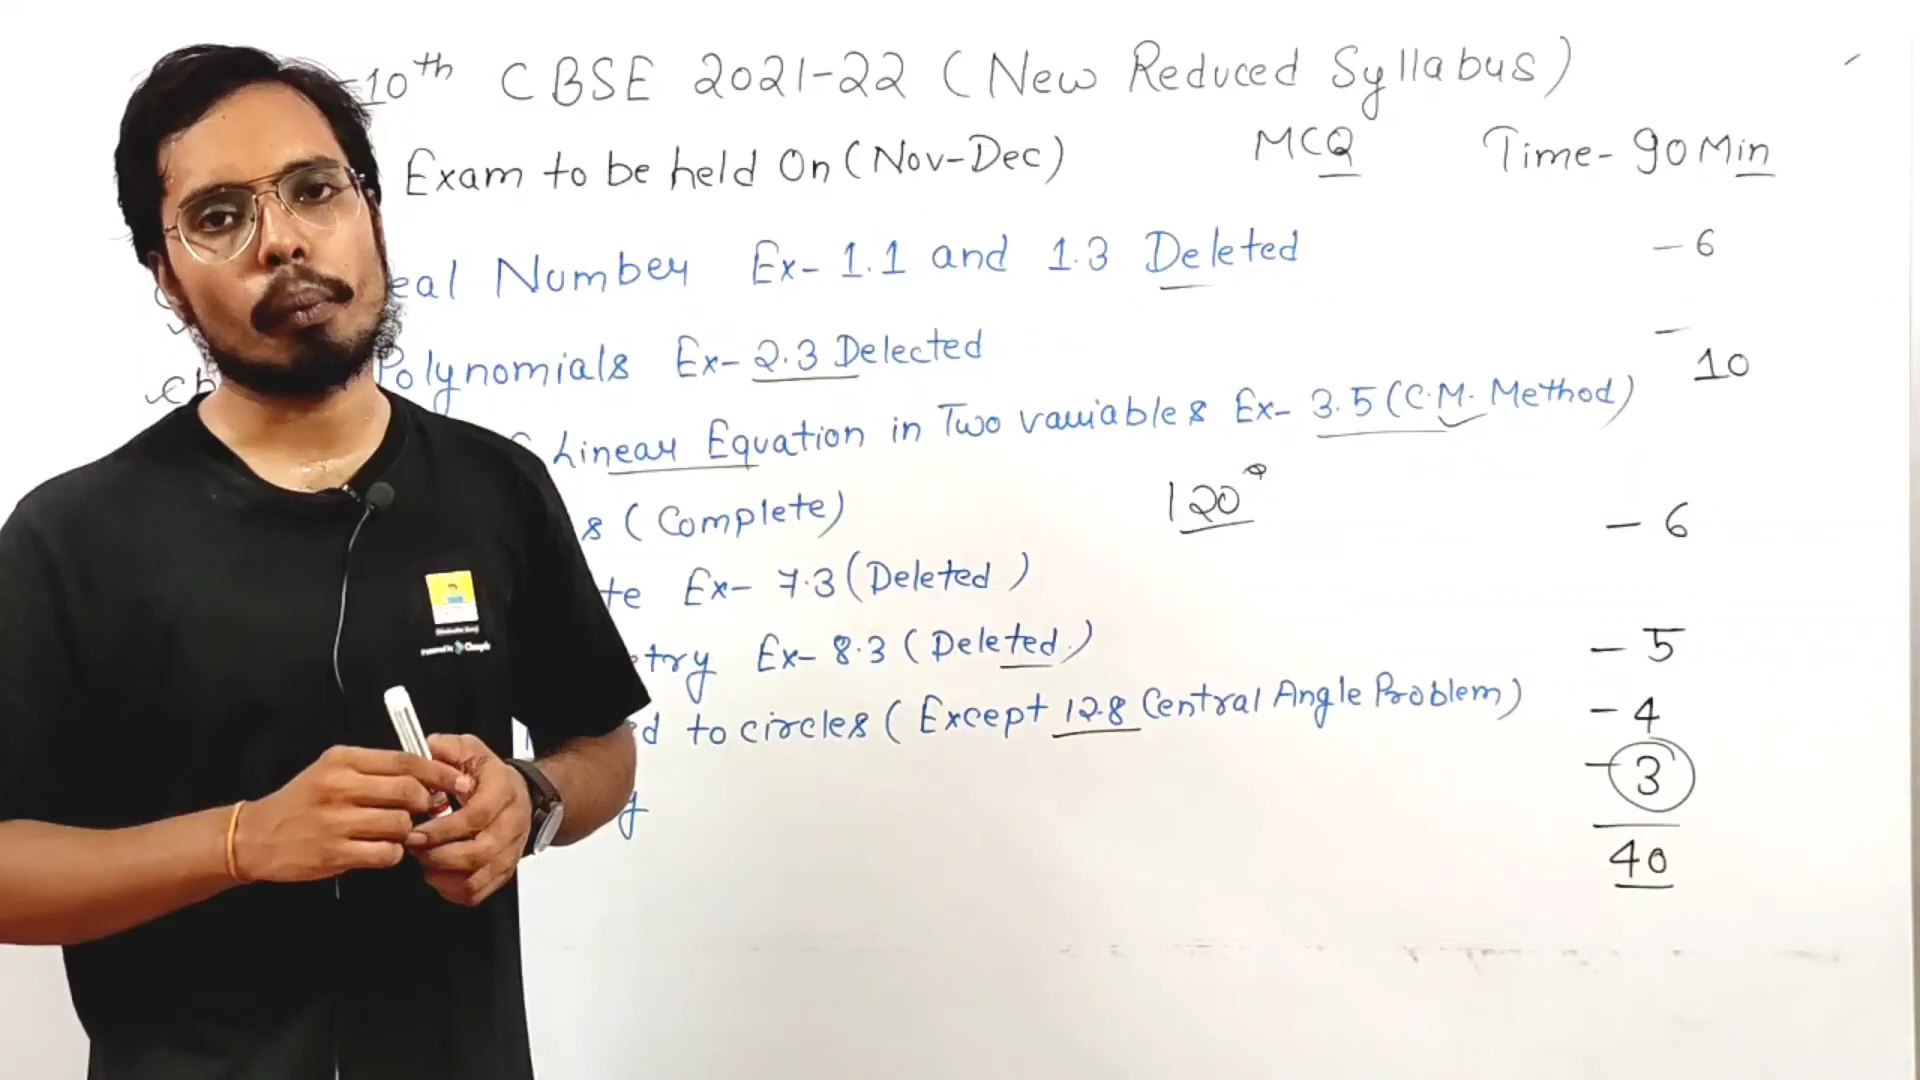 -10th CBSE 2021-22 (New Reduced Syllabus)
Exam to be held On (Nov-Dec) MCQ Time- 90 Min
eal Number Ex- 1.1 and 1.3 Deleted - 6
Polynomials Ex- 2.3 Delected - 10
Linear Equation in Two variables Ex- 3.5 (C.M. Method)
s (Complete) 120° - 6
te Ex- 7.3 (Deleted)
try Ex- 8.3 (Deleted) - 5
d to circles (Except 12.8 Central Angle Problem) - 4
y - 3
40